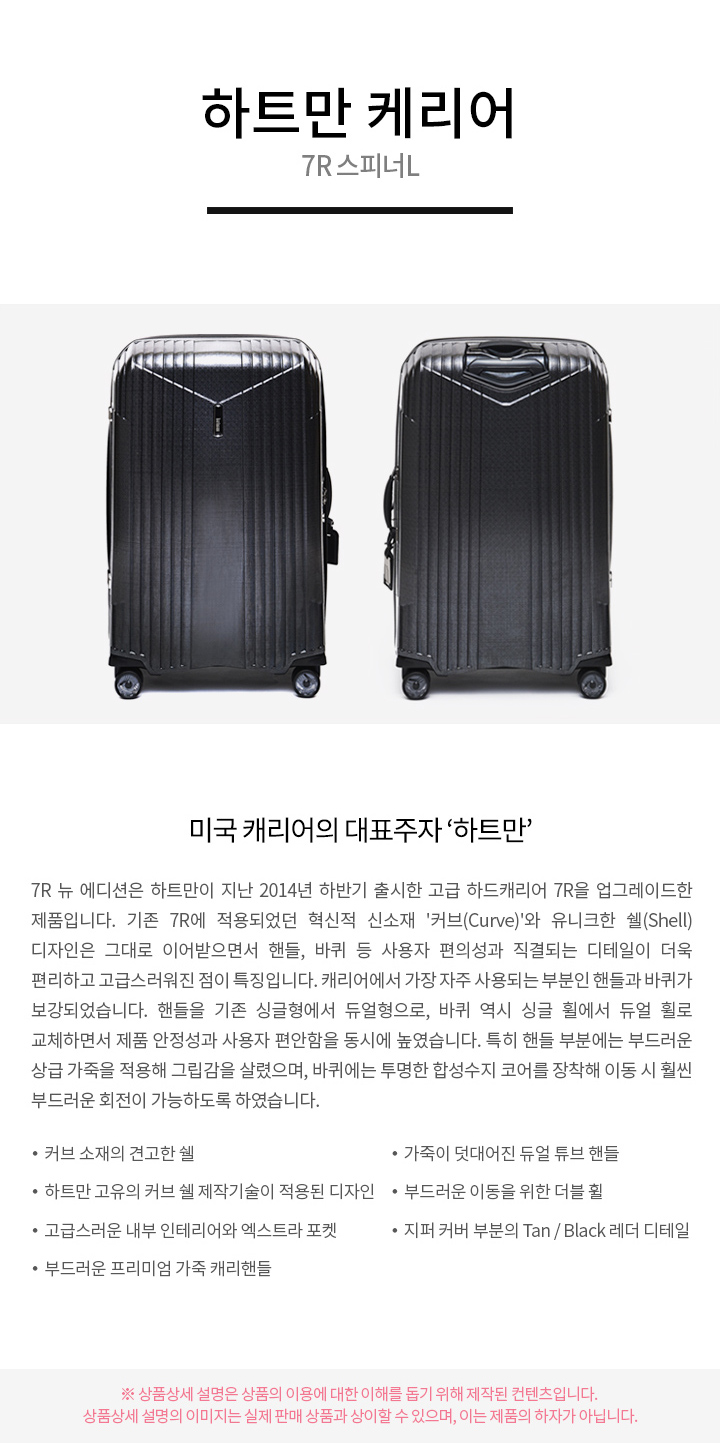 하트만 케리어
7R 스피너L
미국 캐리어의 대표주자 ‘하트만’
7R 뉴 에디션은 하트만이 지난 2014년 하반기 출시한 고급 하드캐리어 7R을 업그레이드한
제품입니다. 기존 7R에 적용되었던 혁신적 신소재 '커브(Curve)'와 유니크한 쉘(Shell)
디자인은 그대로 이어받으면서 핸들, 바퀴 등 사용자 편의성과 직결되는 디테일이 더욱
편리하고 고급스러워진 점이 특징입니다. 캐리어에서 가장 자주 사용되는 부분인 핸들과 바퀴가
보강되었습니다. 핸들을 기존 싱글형에서 듀얼형으로, 바퀴 역시 싱글 휠에서 듀얼 휠로
교체하면서 제품 안정성과 사용자 편안함을 동시에 높였습니다. 특히 핸들 부분에는 부드러운
상급 가죽을 적용해 그립감을 살렸으며, 바퀴에는 투명한 합성수지 코어를 장착해 이동 시 훨씬
부드러운 회전이 가능하도록 하였습니다.
• 커브 소재의 견고한 쉘
• 하트만 고유의 커브 쉘 제작기술이 적용된 디자인
• 고급스러운 내부 인테리어와 엑스트라 포켓
• 부드러운 프리미엄 가죽 캐리핸들
• 가죽이 덧대어진 듀얼 튜브 핸들
• 부드러운 이동을 위한 더블 휠
• 지퍼 커버 부분의 Tan / Black 레더 디테일
※ 상품상세 설명은 상품의 이용에 대한 이해를 돕기 위해 제작된 컨텐츠입니다.
상품상세 설명의 이미지는 실제 판매 상품과 상이할 수 있으며, 이는 제품의 하자가 아닙니다.